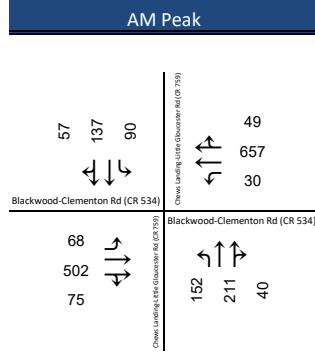 AM Peak
57 137 90
Blackwood-Clementon Rd (CR 534)
Chews Landing-Little Gloucester Rd (CR 759)
49
657
30
68
502
75
Chews Landing-Little Gloucester Rd (CR 759)
Blackwood-Clementon Rd (CR 534)
152 211 40